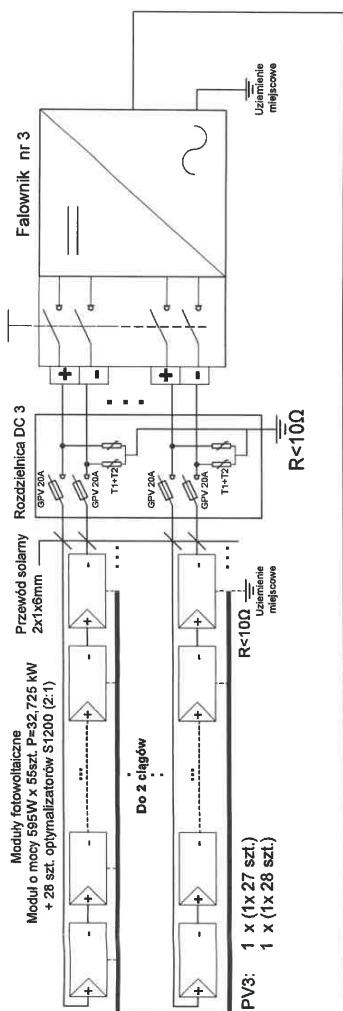 Moduły fotowoltaiczne
Moduł o mocy 595W x 55szt. P=32,725 kW
+ 28 szt. optymalizatorów S1200 (2:1)
Przewód solarny
2x1x6mm
Rozdzielnica DC 3
Falownik nr 3
GPV 20A
GPV 20A
T1+T2
GPV 20A
GPV 20A
T1+T2
+
-
+
-
+
-
+
-
+
-
+
-
...
Do 2 ciągów
+
-
+
-
+
-
+
-
...
R<10Ω
Uziemienie
miejscowe
R<10Ω
Uziemienie
miejscowe
PV3: 1 x (1x 27 szt.)
1 x (1x 28 szt.)